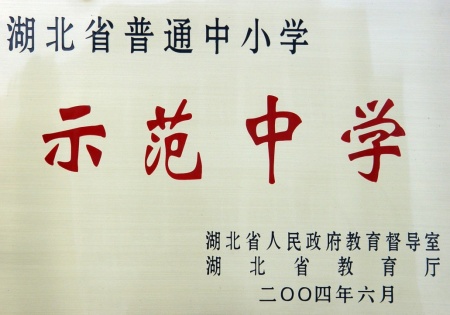 湖北省普通中小学
示范中学
湖北省人民政府教育督导室
湖北省教育厅
二〇〇四年六月